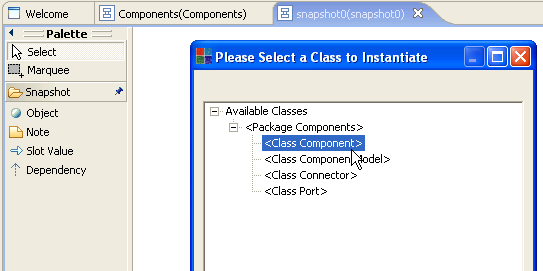 Welcome
Components(Components)
snapshot0(snapshot0)
Palette
Select
Marquee
Snapshot
Object
Note
Slot Value
Dependency
Please Select a Class to Instantiate
Available Classes
<Package Components>
<Class Component>
<Class ComponentModel>
<Class Connector>
<Class Port>